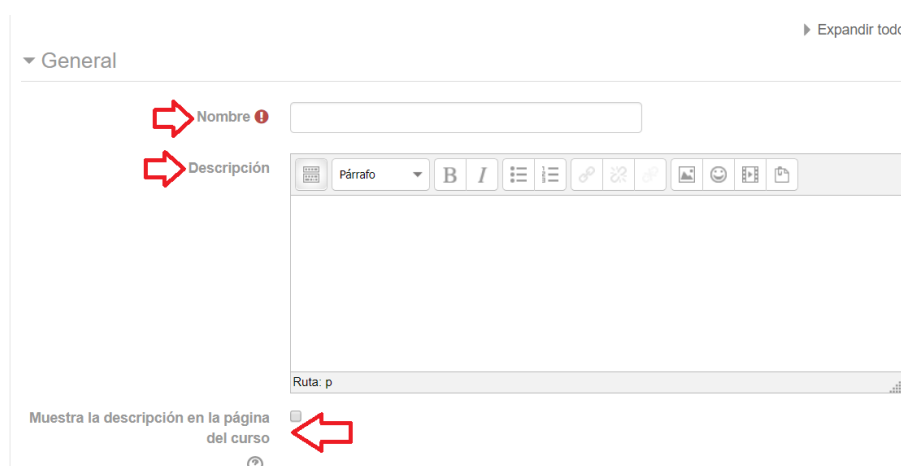 Expandir todo
General
Nombre
Descripción
Párrafo B I
Ruta: p
Muestra la descripción en la página
del curso